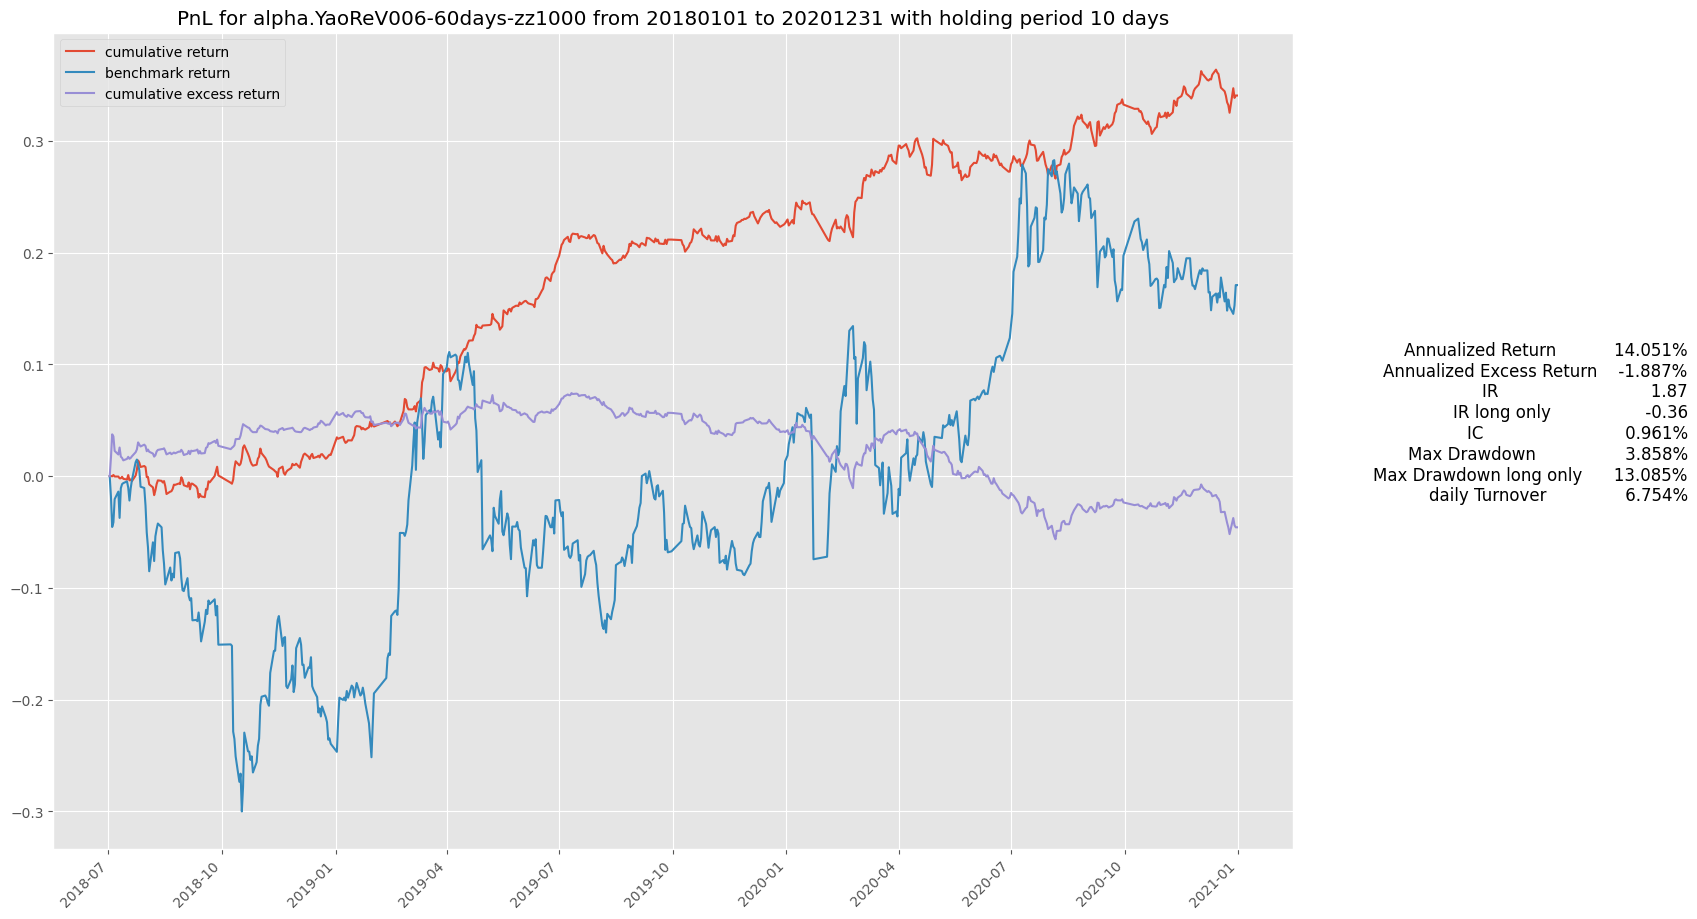 PnL for alpha.YaoReV006-60days-zz1000 from 20180101 to 20201231 with holding period 10 days
cumulative return
benchmark return
cumulative excess return
0.3
0.2
0.1
0.0
−0.1
−0.2
−0.3
2018-07
2018-10
2019-01
2019-04
2019-07
2019-10
2020-01
2020-04
2020-07
2020-10
2021-01
Annualized Return 14.051%
Annualized Excess Return -1.887%
IR 1.87
IR long only -0.36
IC 0.961%
Max Drawdown 3.858%
Max Drawdown long only 13.085%
daily Turnover 6.754%